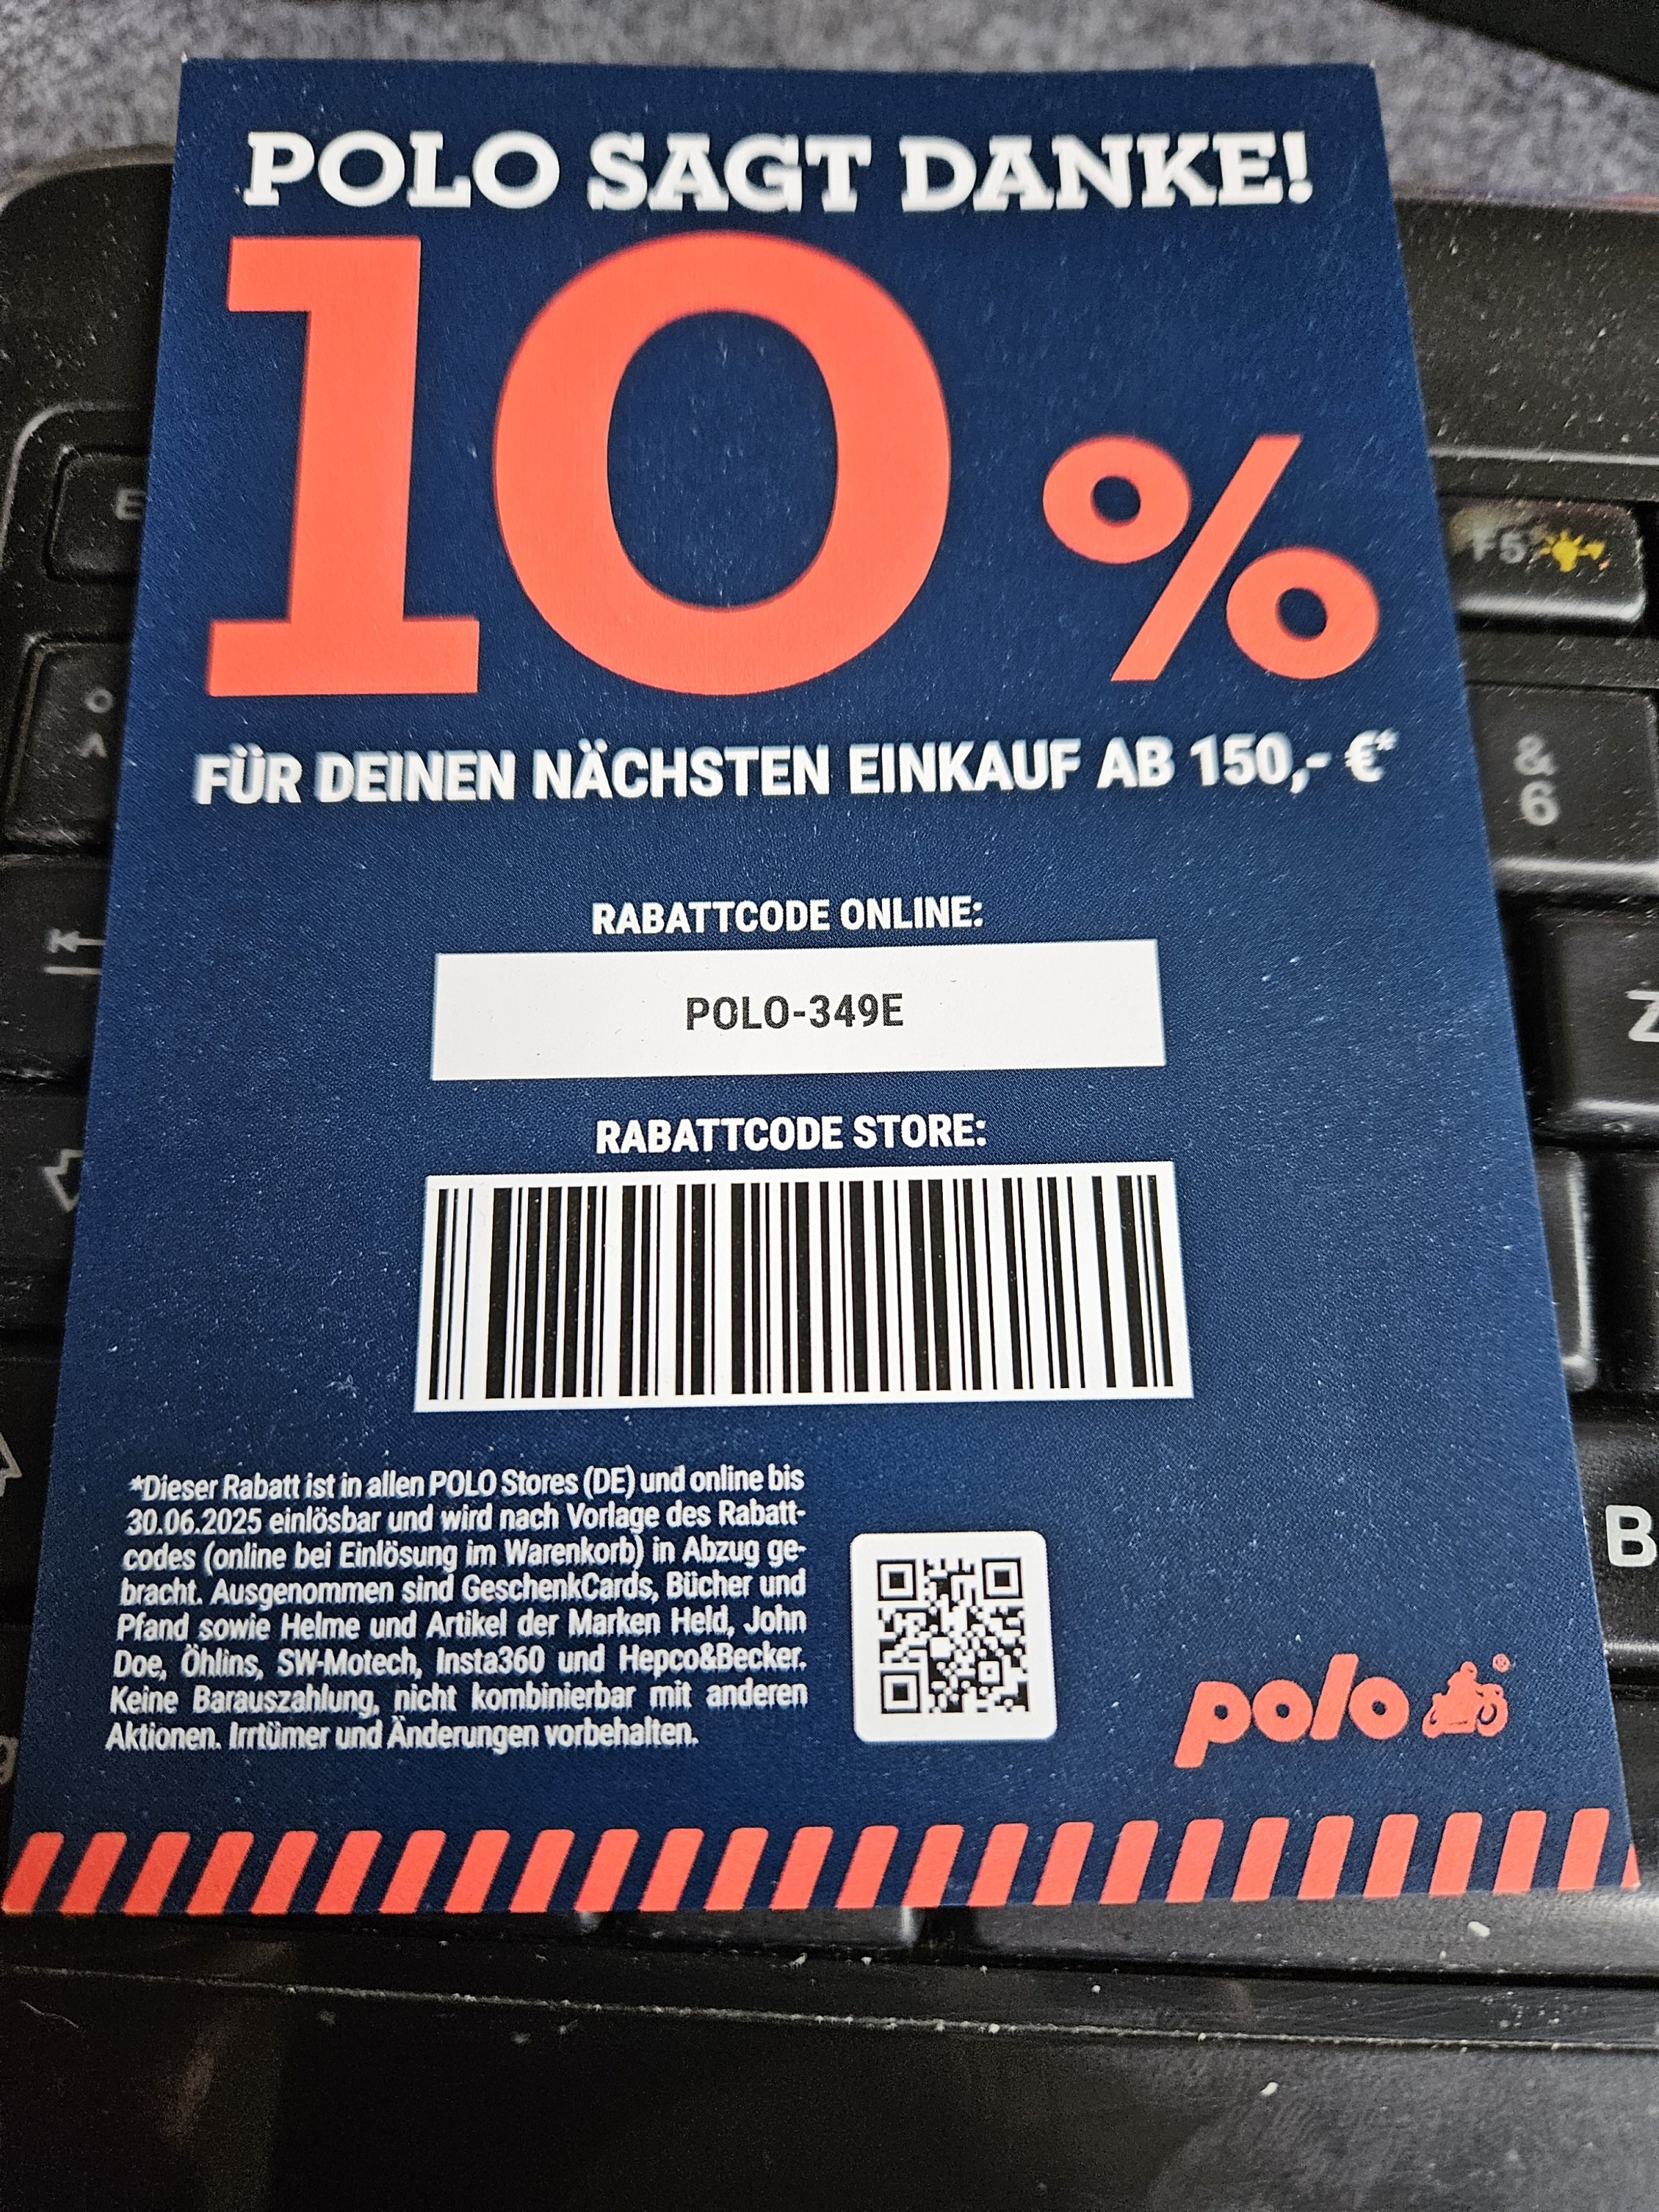 POLO SAGT DANKE!
10 %
FÜR DEINEN NÄCHSTEN EINKAUF AB 150,- €*
RABATTCODE ONLINE:
POLO-349E
RABATTCODE STORE:
*Dieser Rabatt ist in allen POLO Stores (DE) und online bis
30.06.2025 einlösbar und wird nach Vorlage des Rabatt-
codes (online bei Einlösung im Warenkorb) in Abzug ge-
bracht. Ausgenommen sind GeschenkCards, Bücher und
Pfand sowie Helme und Artikel der Marken Held, John
Doe, Öhlins, SW-Motech, Insta360 und Hepco&Becker.
Keine Barauszahlung, nicht kombinierbar mit anderen
Aktionen. Irrtümer und Änderungen vorbehalten.
polo ®
E
F5
° ^
&
6
Z
B